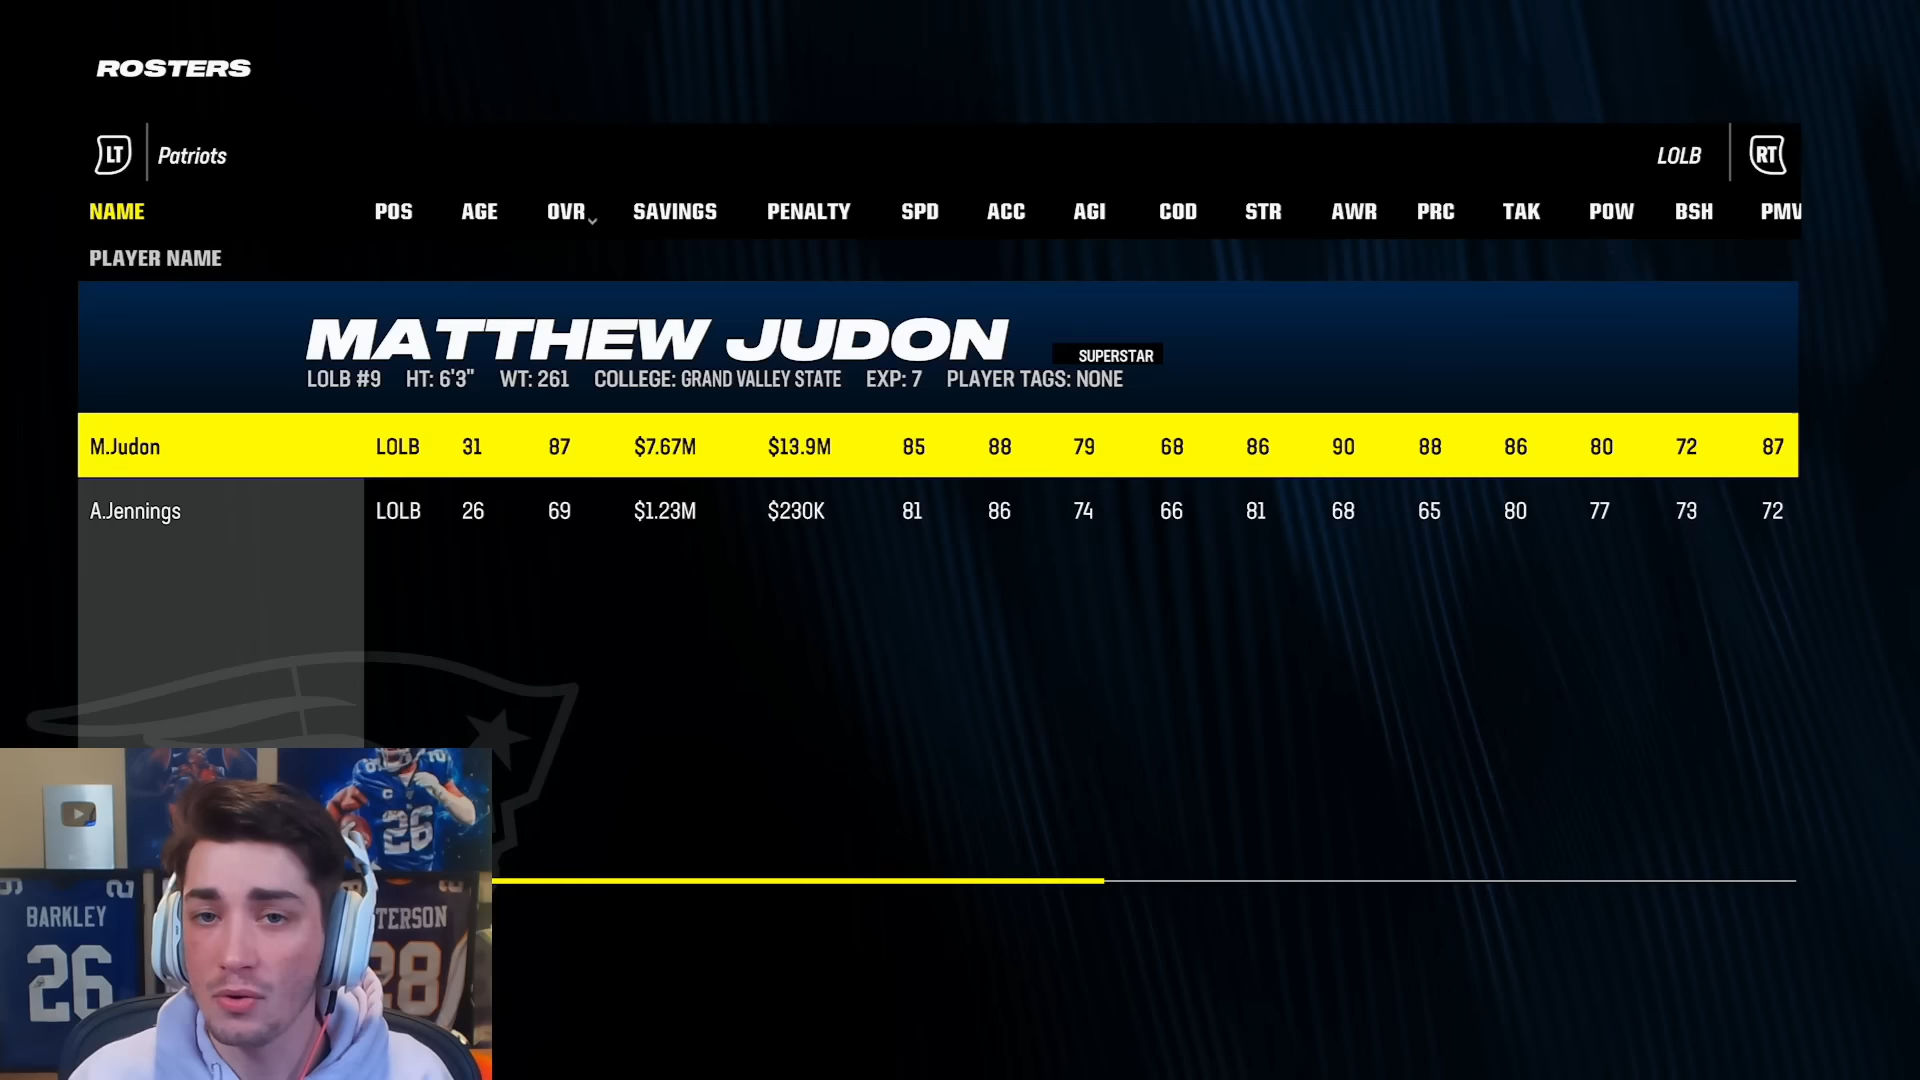 ROSTERS
LT Patriots LOLB RT
NAME POS AGE OVR SAVINGS PENALTY SPD ACC AGI COD STR AWR PRC TAK POW BSH
PLAYER NAME
MATTHEW JUDON SUPERSTAR
LOLB #9 HT: 6'3" WT: 261 COLLEGE: GRAND VALLEY STATE EXP: 7 PLAYER TAGS: NONE
M.Judon LOLB 31 87 $7.67M $13.9M 85 88 79 68 86 90 88 86 80 72 87
A.Jennings LOLB 26 69 $1.23M $230K 81 86 74 66 81 68 65 80 77 73 72
26
BARKLEY
26
TERSON
28